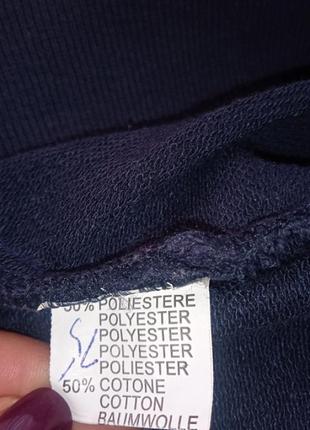 50% POLIESTERE
POLYESTER
POLYESTER
POLYESTER
POLIESTER
50% COTONE
COTTON
BAUMWOLLE